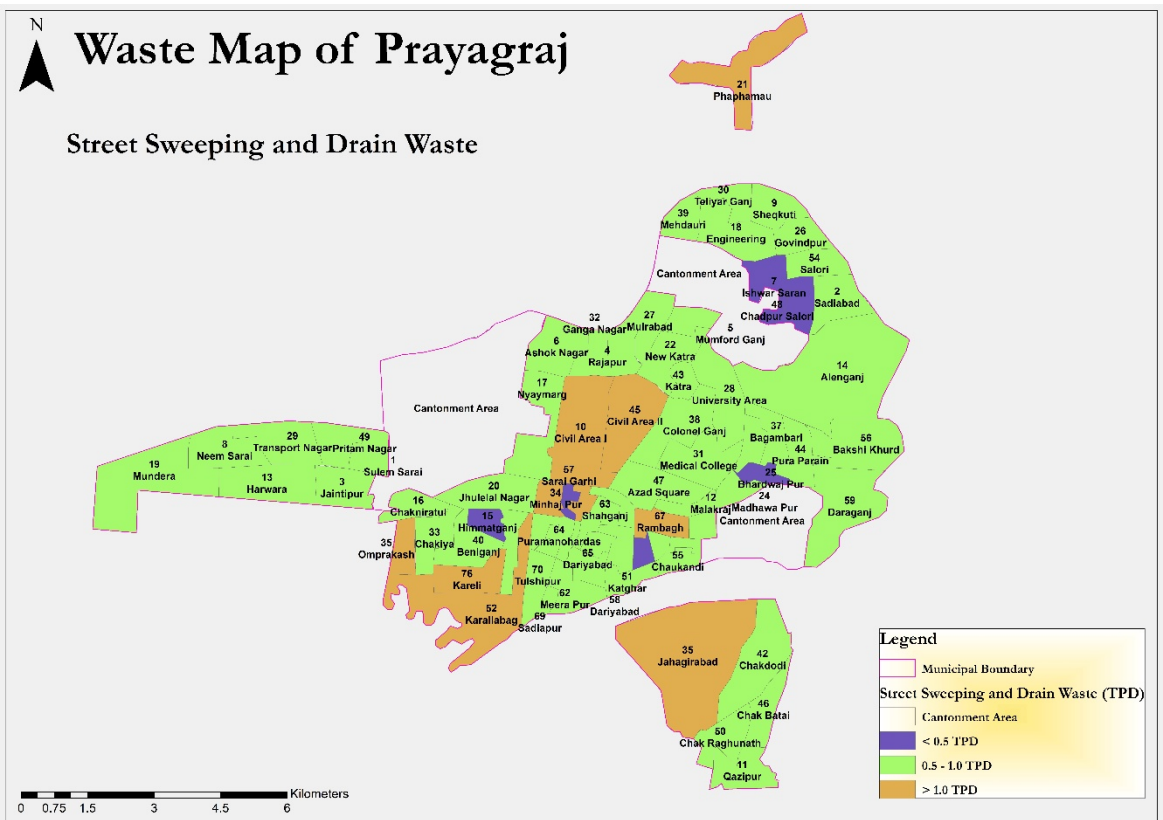 N
Waste Map of Prayagraj
Street Sweeping and Drain Waste
21
Phaphamau
30
Teliyar Ganj
9
Sheqkuti
39
Mehdauri
18
Engineering
26
Govindpur
54
Salori
Cantonment Area
7
Ishwar Saran
2
Sadiabad
48
Chadpur Salori
32
Ganga Nagar
27
Muirabad
5
Mumford Ganj
6
Ashok Nagar
4
Rajapur
22
New Katra
14
Alenganj
17
Nyaymarg
43
Katra
28
University Area
Cantonment Area
10
Civil Area I
45
Civil Area II
38
Colonel Ganj
37
Bagambari
44
Pura Parain
56
Bakshi Khurd
19
Mundera
8
Neem Sarai
29
Transport Nagar
49
Pritam Nagar
1
Sulem Sarai
13
Harwara
3
Jaintipur
31
Medical College
57
Sarai Garhi
25
Bhardwaj Pur
24
Madhawa Pur
Cantonment Area
20
Jhulelal Nagar
34
Minhaj Pur
47
Azad Square
12
Malakraj
59
Daraganj
16
Chakniratul
15
Himmatganj
63
Shahganj
67
Rambagh
35
Omprakash
33
Chakiya
40
Beniganj
64
Puramanohardas
65
Dariyabad
55
Chaukandi
76
Kareli
70
Tulshipur
51
Katghar
52
Karallabag
62
Meera Pur
58
Dariyabad
69
Sadiapur
35
Jahagirabad
42
Chakdodi
46
Chak Batai
50
Chak Raghunath
11
Qazipur
Legend
Municipal Boundary
Street Sweeping and Drain Waste (TPD)
Cantonment Area
< 0.5 TPD
0.5 - 1.0 TPD
> 1.0 TPD
Kilometers
0 0.75 1.5 3 4.5 6